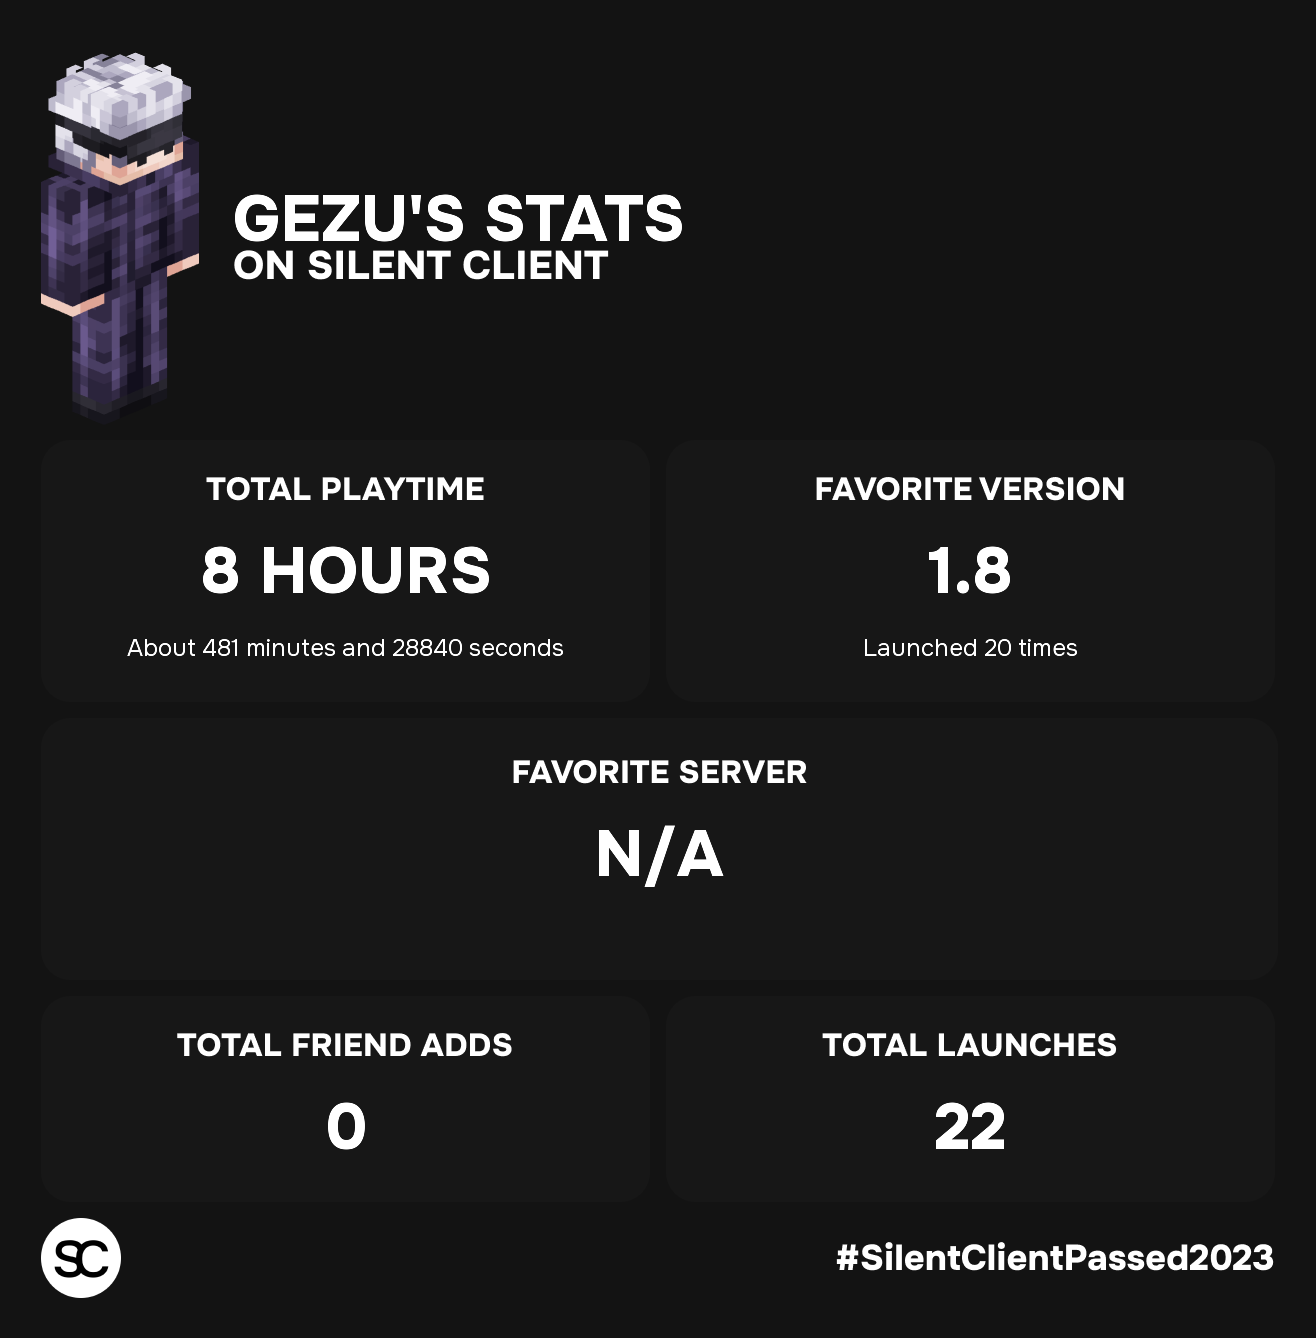 GEZU'S STATS
ON SILENT CLIENT
TOTAL PLAYTIME
8 HOURS
About 481 minutes and 28840 seconds
FAVORITE VERSION
1.8
Launched 20 times
FAVORITE SERVER
N/A
TOTAL FRIEND ADDS
0
TOTAL LAUNCHES
22
SC
#SilentClientPassed2023